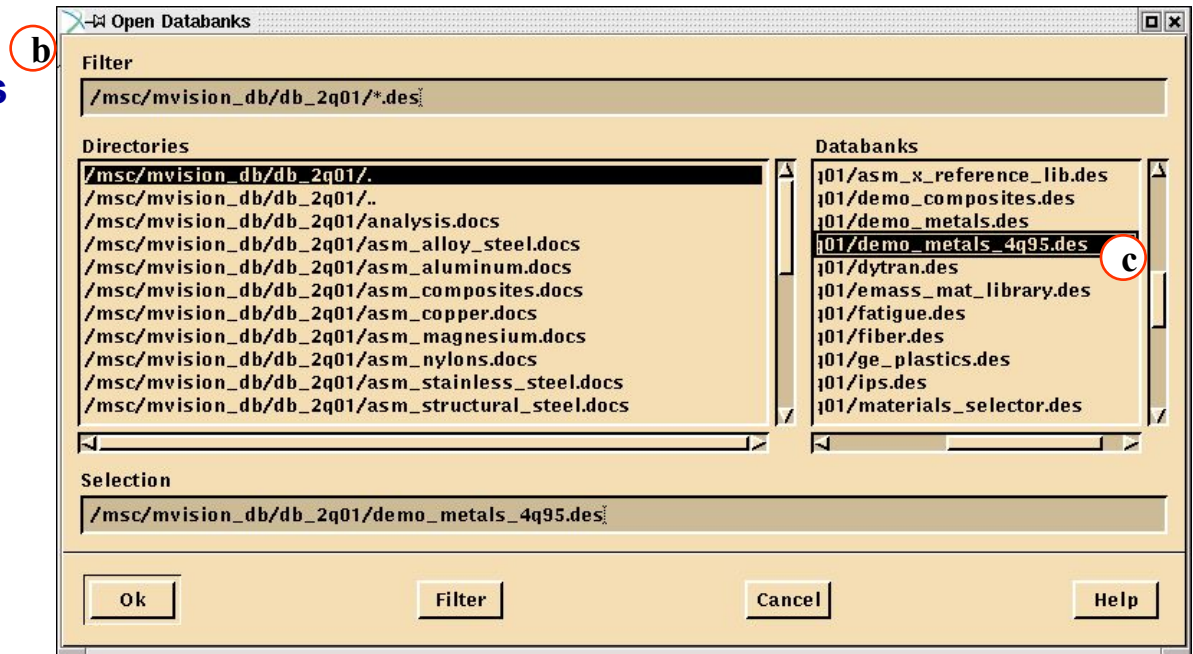 Open Databanks
b
s
Filter
/msc/mvision_db/db_2q01/*.des
Directories
/msc/mvision_db/db_2q01/.
/msc/mvision_db/db_2q01/..
/msc/mvision_db/db_2q01/analysis.docs
/msc/mvision_db/db_2q01/asm_alloy_steel.docs
/msc/mvision_db/db_2q01/asm_aluminum.docs
/msc/mvision_db/db_2q01/asm_composites.docs
/msc/mvision_db/db_2q01/asm_copper.docs
/msc/mvision_db/db_2q01/asm_magnesium.docs
/msc/mvision_db/db_2q01/asm_nylons.docs
/msc/mvision_db/db_2q01/asm_stainless_steel.docs
/msc/mvision_db/db_2q01/asm_structural_steel.docs
Databanks
q01/asm_x_reference_lib.des
q01/demo_composites.des
q01/demo_metals.des
q01/demo_metals_4q95.des
c
q01/dytran.des
q01/emass_mat_library.des
q01/fatigue.des
q01/fiber.des
q01/ge_plastics.des
q01/ips.des
q01/materials_selector.des
Selection
/msc/mvision_db/db_2q01/demo_metals_4q95.des
Ok
Filter
Cancel
Help